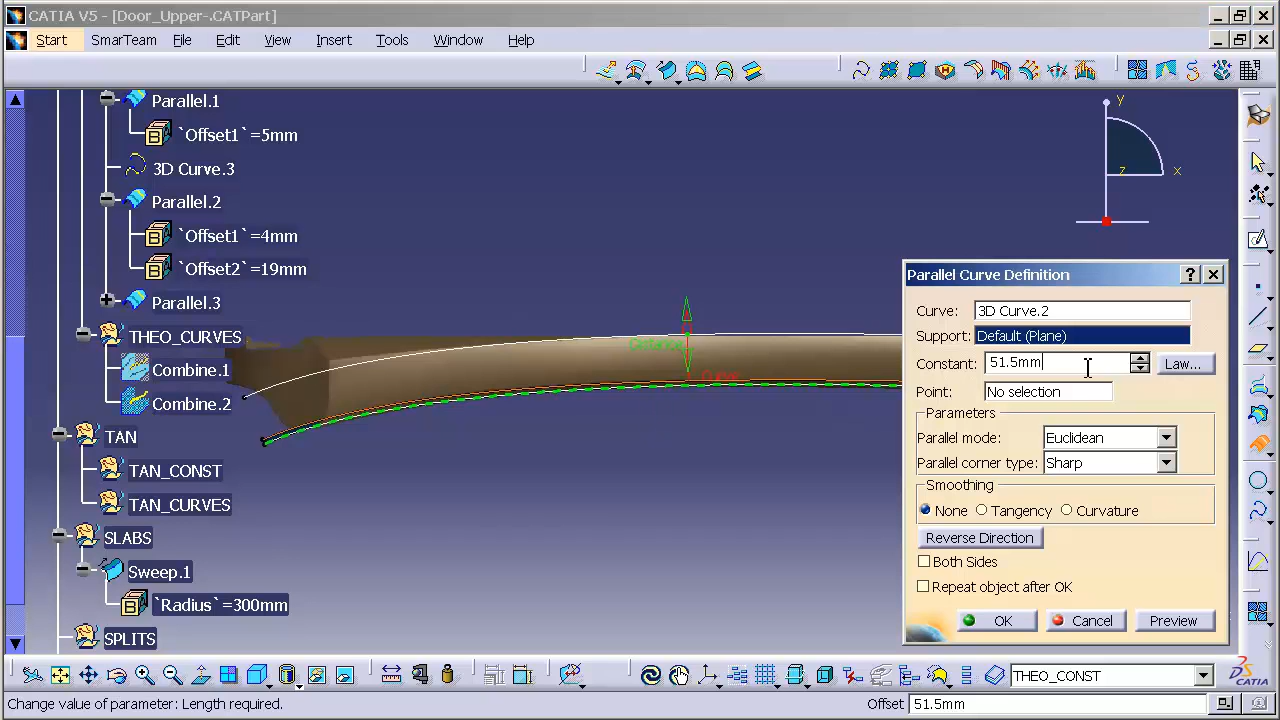 CATIA V5 - [Door_Upper-.CATPart]
Start SmarTeam File Edit View Insert Tools Window Help
Parallel.1
`Offset1`=5mm
3D Curve.3
Parallel.2
`Offset1`=4mm
`Offset2`=19mm
Parallel.3
THEO_CURVES
Combine.1
Combine.2
TAN
TAN_CONST
TAN_CURVES
SLABS
Sweep.1
`Radius`=300mm
SPLITS
Distance
Curve
y
z
x
Parallel Curve Definition
Curve: 3D Curve.2
Support: Default (Plane)
Constant: 51.5mm Law...
Point: No selection
Parameters
Parallel mode: Euclidean
Parallel corner type: Sharp
Smoothing
None Tangency Curvature
Reverse Direction
Both Sides
Repeat object after OK
OK Cancel Preview
THEO_CONST
CATIA
Change value of parameter: Length required. Offset 51.5mm